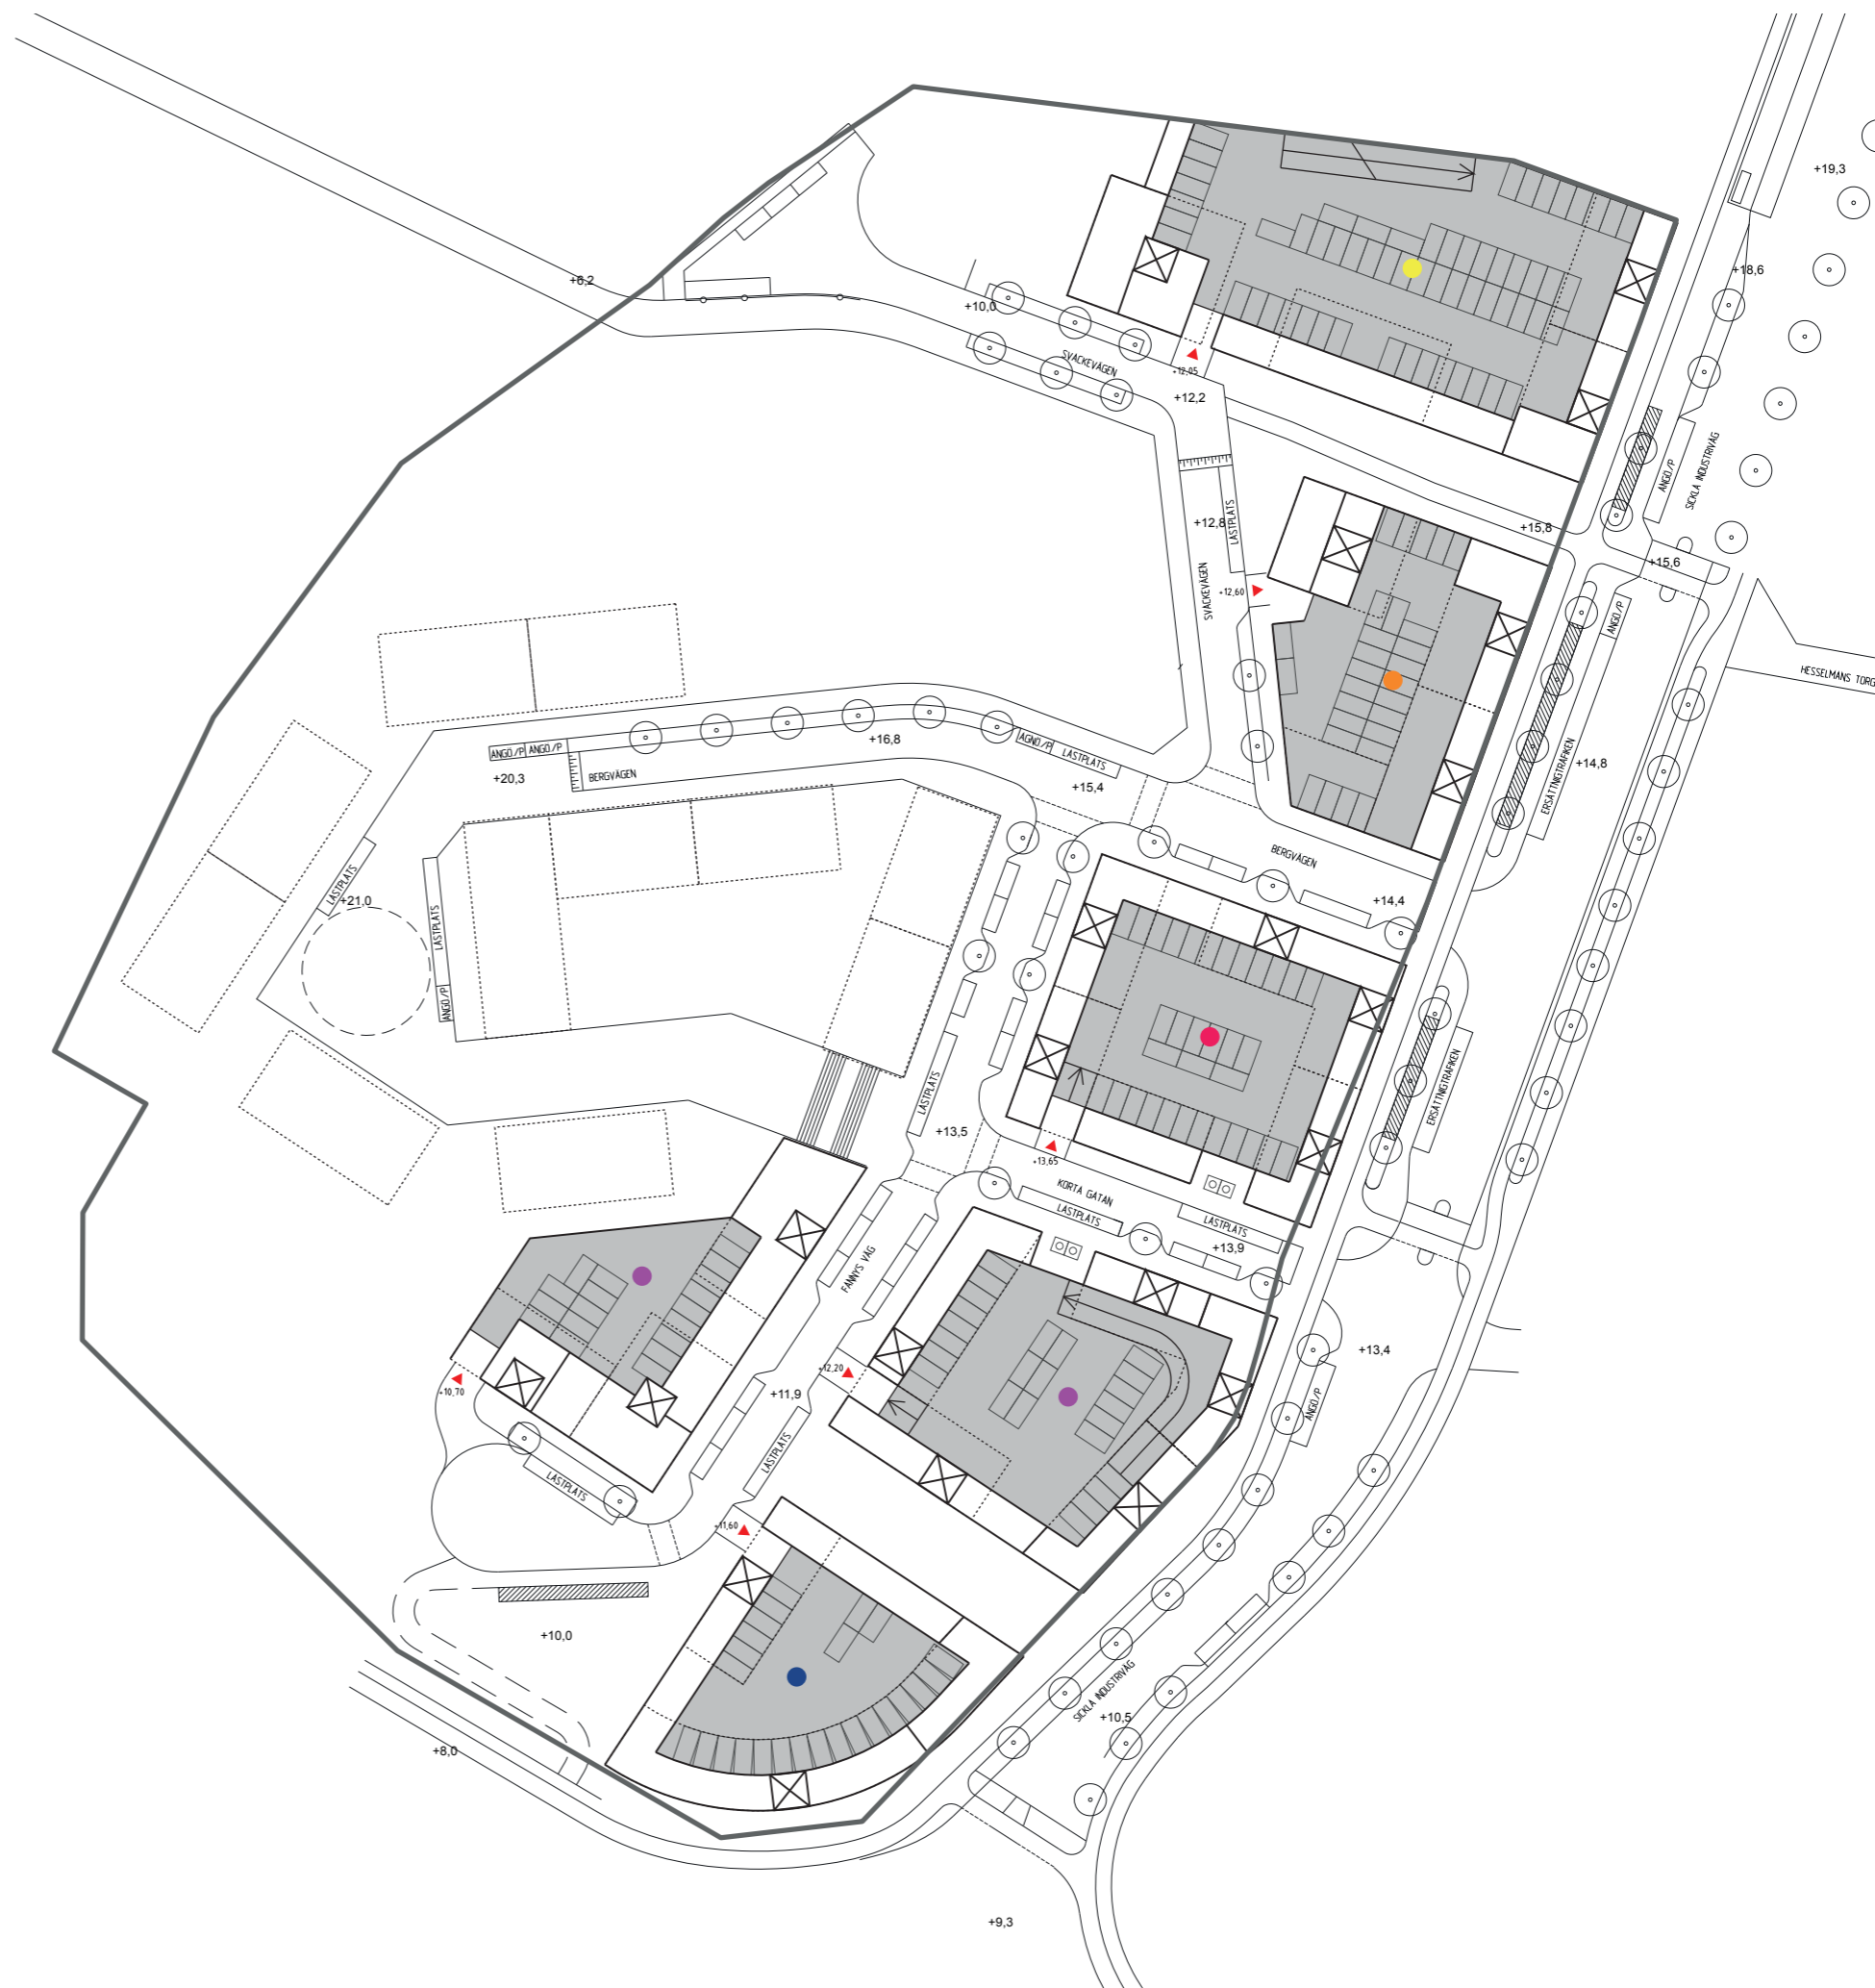 +19,3
+18,6
+6,2
+10,0
SVACKEVÄGEN
+12,05
+12,2
ANGÖ./P
SICKLA INDUSTRIVÄG
LASTPLATS
+12,8
+15,8
+15,6
SVACKEVÄGEN
+12,60
ANGÖ./P
HESSELMANS TORG
+16,8
AGNÖ./P
LASTPLATS
ANGÖ./P
ANGÖ./P
+20,3
BERGVÄGEN
+15,4
ERSÄTTNIGTRAFIKEN
+14,8
BERGVÄGEN
LASTPLATS
+21,0
LASTPLATS
ANGÖ./P
+14,4
ERSÄTTNIGTRAFIKEN
LASTPLATS
+13,5
+13,65
KORTA GATAN
LASTPLATS
LASTPLATS
+13,9
FANNYS VÄG
+12,20
+13,4
+10,70
+11,9
ANGÖ./P
LASTPLATS
LASTPLATS
+11,60
+10,0
SICKLA INDUSTRIVÄG
+10,5
+8,0
+9,3